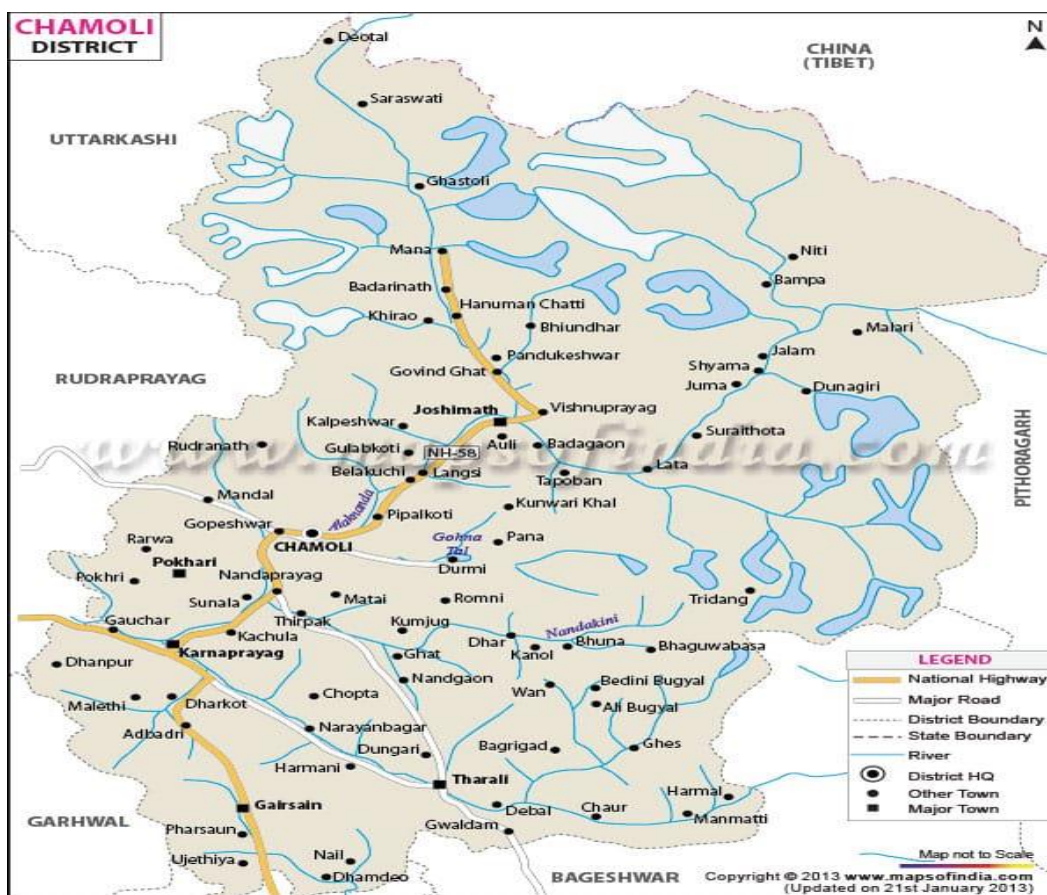 CHAMOLI
DISTRICT
N
CHINA
(TIBET)
UTTARKASHI
RUDRAPRAYAG
GARHWAL
BAGESHWAR
PITHORAGARH
Deotal
Saraswati
Ghastoli
Mana
Niti
Bampa
Badarinath
Hanuman Chatti
Khirao
Bhiundhar
Malari
Pandukeshwar
Jalam
Govind Ghat
Shyama
Juma
Dunagiri
Joshimath
Vishnuprayag
Kalpeshwar
Auli
Suraithota
Rudranath
Gulabkoti
NH-58
Badagaon
www.mapsofindia.com
Belakuchi
Langsi
Lata
Tapoban
Mandal
Alaknanda
Kunwari Khal
Pipalkoti
Gopeshwar
CHAMOLI
Gohna
Tal
Pana
Rarwa
Durmi
Pokhari
Pokhri
Nandaprayag
Sunala
Matai
Romni
Tridang
Thirpak
Gauchar
Kachula
Kumjug
Dhar
Nandakini
Bhuna
Kanol
Bhaguwabasa
Karnaprayag
Dhanpur
Ghat
Nandgaon
Wan
Bedini Bugyal
Malethi
Dharkot
Chopta
Ali Bugyal
Adbadri
Narayanbagar
Dungari
Bagrigad
Ghes
Harmani
Tharali
Harmal
Gairsain
Debal
Chaur
Manmatti
Pharsaun
Gwaldam
Ujethiya
Nail
Dhamdeo
LEGEND
National Highway
Major Road
District Boundary
State Boundary
River
District HQ
Other Town
Major Town
Map not to Scale
Copyright © 2013 www.mapsofindia.com
(Updated on 21st January 2013)